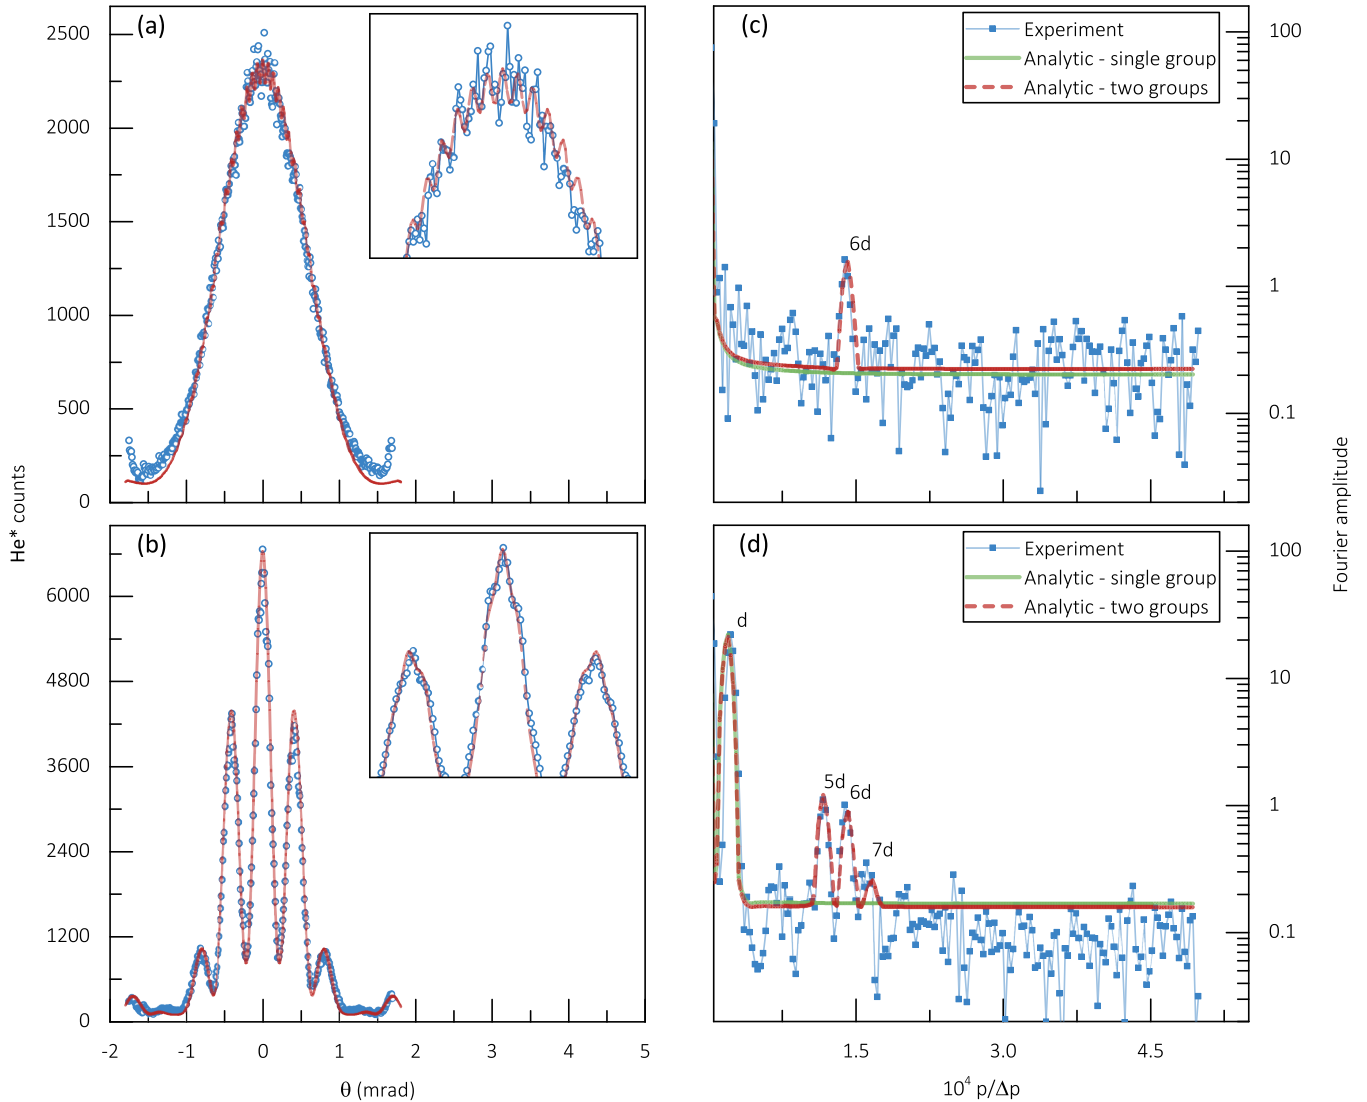 (a)
2500
2000
1500
1000
500
0
(b)
6000
4800
3600
2400
1200
0
-2
-1
0
1
2
3
4
5
He* counts
θ (mrad)
(c)
Experiment
Analytic - single group
Analytic - two groups
6d
100
10
1
0.1
(d)
Experiment
Analytic - single group
Analytic - two groups
d
5d
6d
7d
100
10
1
0.1
1.5
3.0
4.5
10⁴ p/Δp
Fourier amplitude